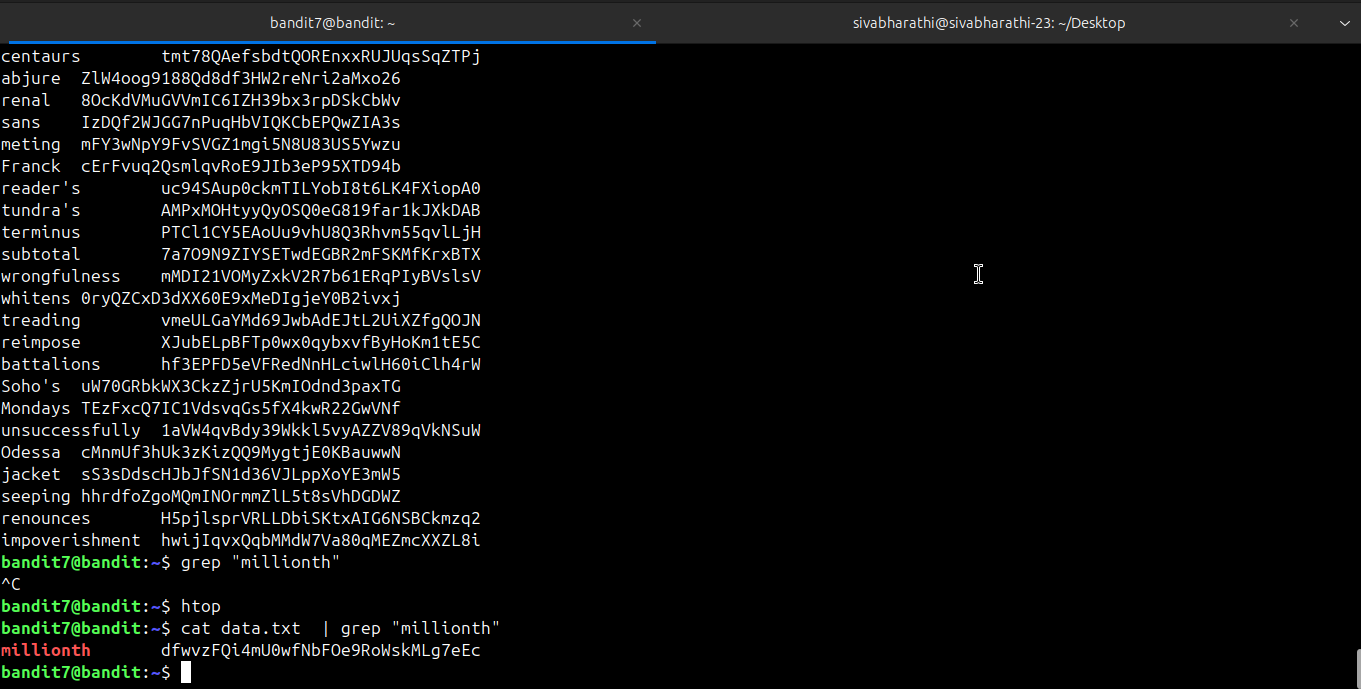 bandit7@bandit: ~ × sivabharathi@sivabharathi-23: ~/Desktop ×
centaurs tmt78QAefsbdtQOREnxxRUJUqsSqZTPj
abjure ZlW4oog9188Qd8df3HW2reNri2aMxo26
renal 8OcKdVMuGVVmIC6IZH39bx3rpDSkCbWv
sans IzDQf2WJGG7nPuqHbVIQKCbEPQwZIA3s
meting mFY3wNpY9FvSVGZ1mgi5N8U83US5Ywzu
Franck cErFvuq2QsmlqvRoE9JIb3eP95XTD94b
reader's uc94SAup0ckmTILYobI8t6LK4FXiopA0
tundra's AMPxMOHtyyQyOSQ0eG819far1kJXkDAB
terminus PTCl1CY5EAoUu9vhU8Q3Rhvm55qvlLjH
subtotal 7a7O9N9ZIYSETwdEGBR2mFSKMfKrxBTX
wrongfulness mMDI21VOMyZxkV2R7b61ERqPIyBVslsV
whitens 0ryQZCxD3dXX60E9xMeDIgjeY0B2ivxj
treading vmeULGaYMd69JwbAdEJtL2UiXZfgQOJN
reimpose XJubELpBFTp0wx0qybxvfByHoKm1tE5C
battalions hf3EPFD5eVFRedNnHLciwlH60iClh4rW
Soho's uW70GRbkWX3CkzZjrU5KmIOdnd3paxTG
Mondays TEzFxcQ7IC1VdsvqGs5fX4kwR22GwVNf
unsuccessfully 1aVW4qvBdy39Wkkl5vyAZZV89qVkNSuW
Odessa cMnmUf3hUk3zKizQQ9MygtjE0KBauwwN
jacket sS3sDdscHJbJfSN1d36VJLppXoYE3mW5
seeping hhrdfoZgoMQmINOrmmZlL5t8sVhDGDWZ
renounces H5pjlsprVRLLDbiSKtxAIG6NSBCkmzq2
impoverishment hwijIqvxQqbMMdW7Va80qMEZmcXXZL8i
bandit7@bandit:~$ grep "millionth"
^C
bandit7@bandit:~$ htop
bandit7@bandit:~$ cat data.txt  | grep "millionth"
millionth dfwvzFQi4mU0wfNbFOe9RoWskMLg7eEc
bandit7@bandit:~$